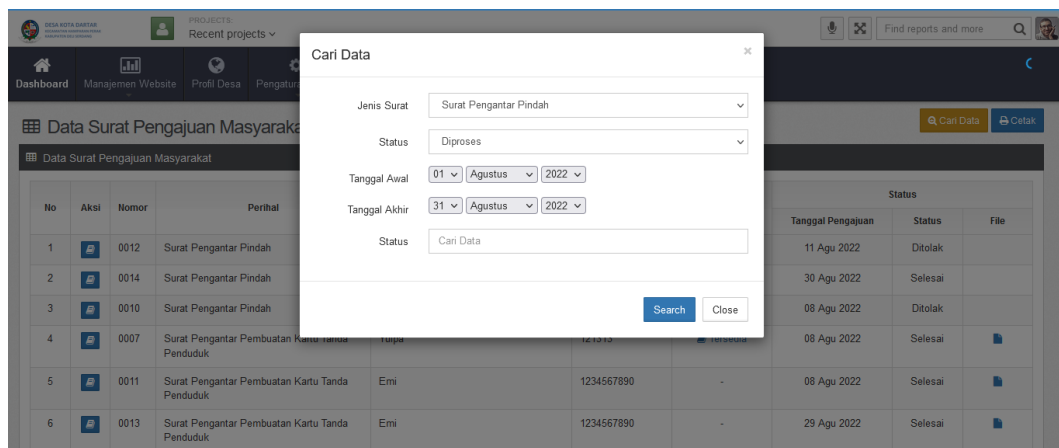 DESA KOTA DAHTAR
PROJECTS:
Recent projects
Find reports and more
Dashboard
Manajemen Website
Profil Desa
Cari Data
×
Jenis Surat
Surat Pengantar Pindah
Status
Diproses
Tanggal Awal
01 Agustus 2022
Tanggal Akhir
31 Agustus 2022
Status
Cari Data
Search
Close
Data Surat Pengajuan
Cari Data
Cetak
Data Surat Pengajuan Masyarakat
No
Aksi
Nomor
Perihal
Status
Tanggal Pengajuan
Status
File
1 0012 Surat Pengantar Pindah 11 Agu 2022 Ditolak
2 0014 Surat Pengantar Pindah 30 Agu 2022 Selesai
3 0010 Surat Pengantar Pindah 08 Agu 2022 Ditolak
4 0007 Surat Pengantar Pembuatan Kartu Tanda 121313 Tersedia 08 Agu 2022 Selesai
Penduduk
5 0011 Surat Pengantar Pembuatan Kartu Tanda Emi 1234567890 - 08 Agu 2022 Selesai
Penduduk
6 0013 Surat Pengantar Pembuatan Kartu Tanda Emi 1234567890 - 29 Agu 2022 Selesai
Penduduk